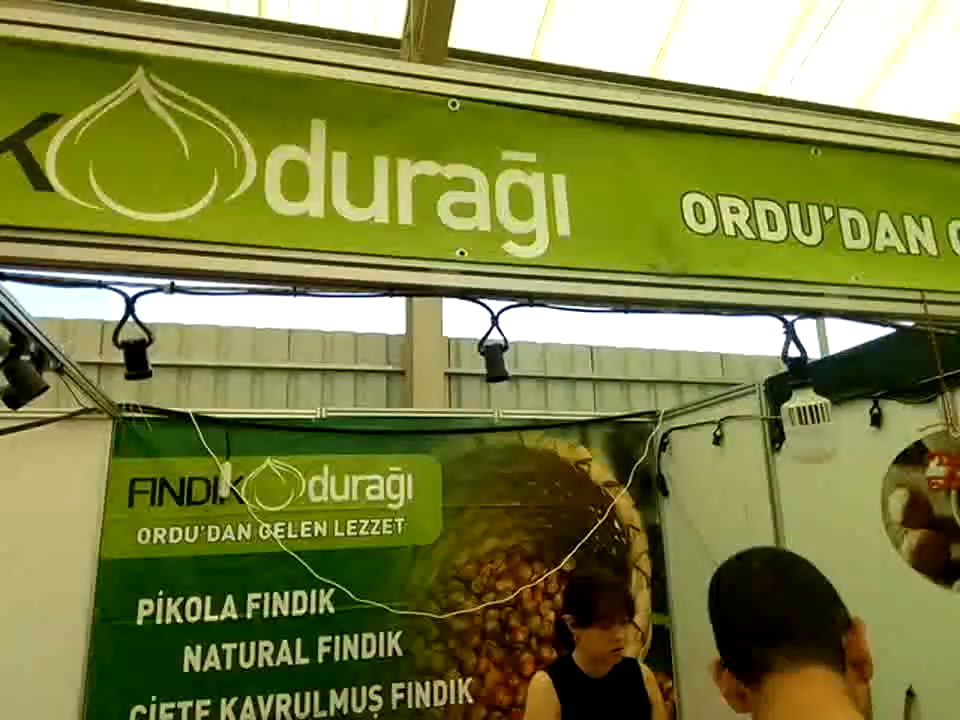 K durağı
ORDU'DAN
FINDIK durağı
ORDU'DAN GELEN LEZZET
PİKOLA FINDIK
NATURAL FINDIK
ÇİFTE KAVRULMUŞ FINDIK